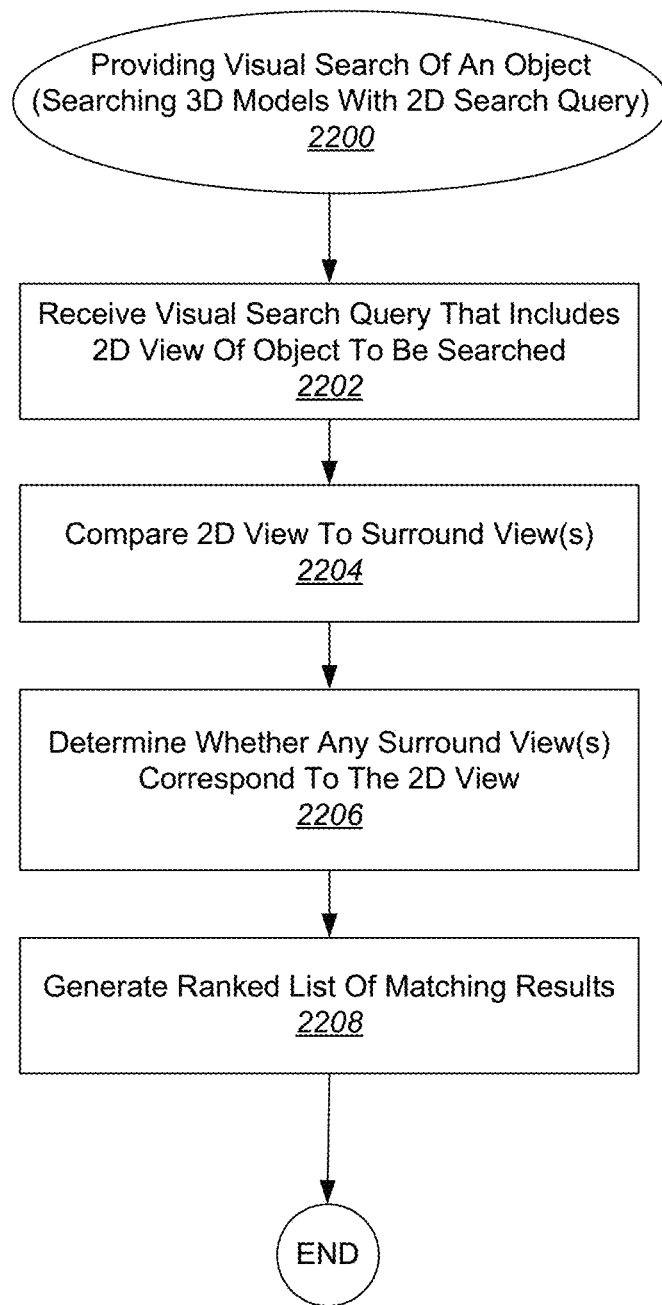 Providing Visual Search Of An Object
(Searching 3D Models With 2D Search Query)
2200
Receive Visual Search Query That Includes
2D View Of Object To Be Searched
2202
Compare 2D View To Surround View(s)
2204
Determine Whether Any Surround View(s)
Correspond To The 2D View
2206
Generate Ranked List Of Matching Results
2208
END